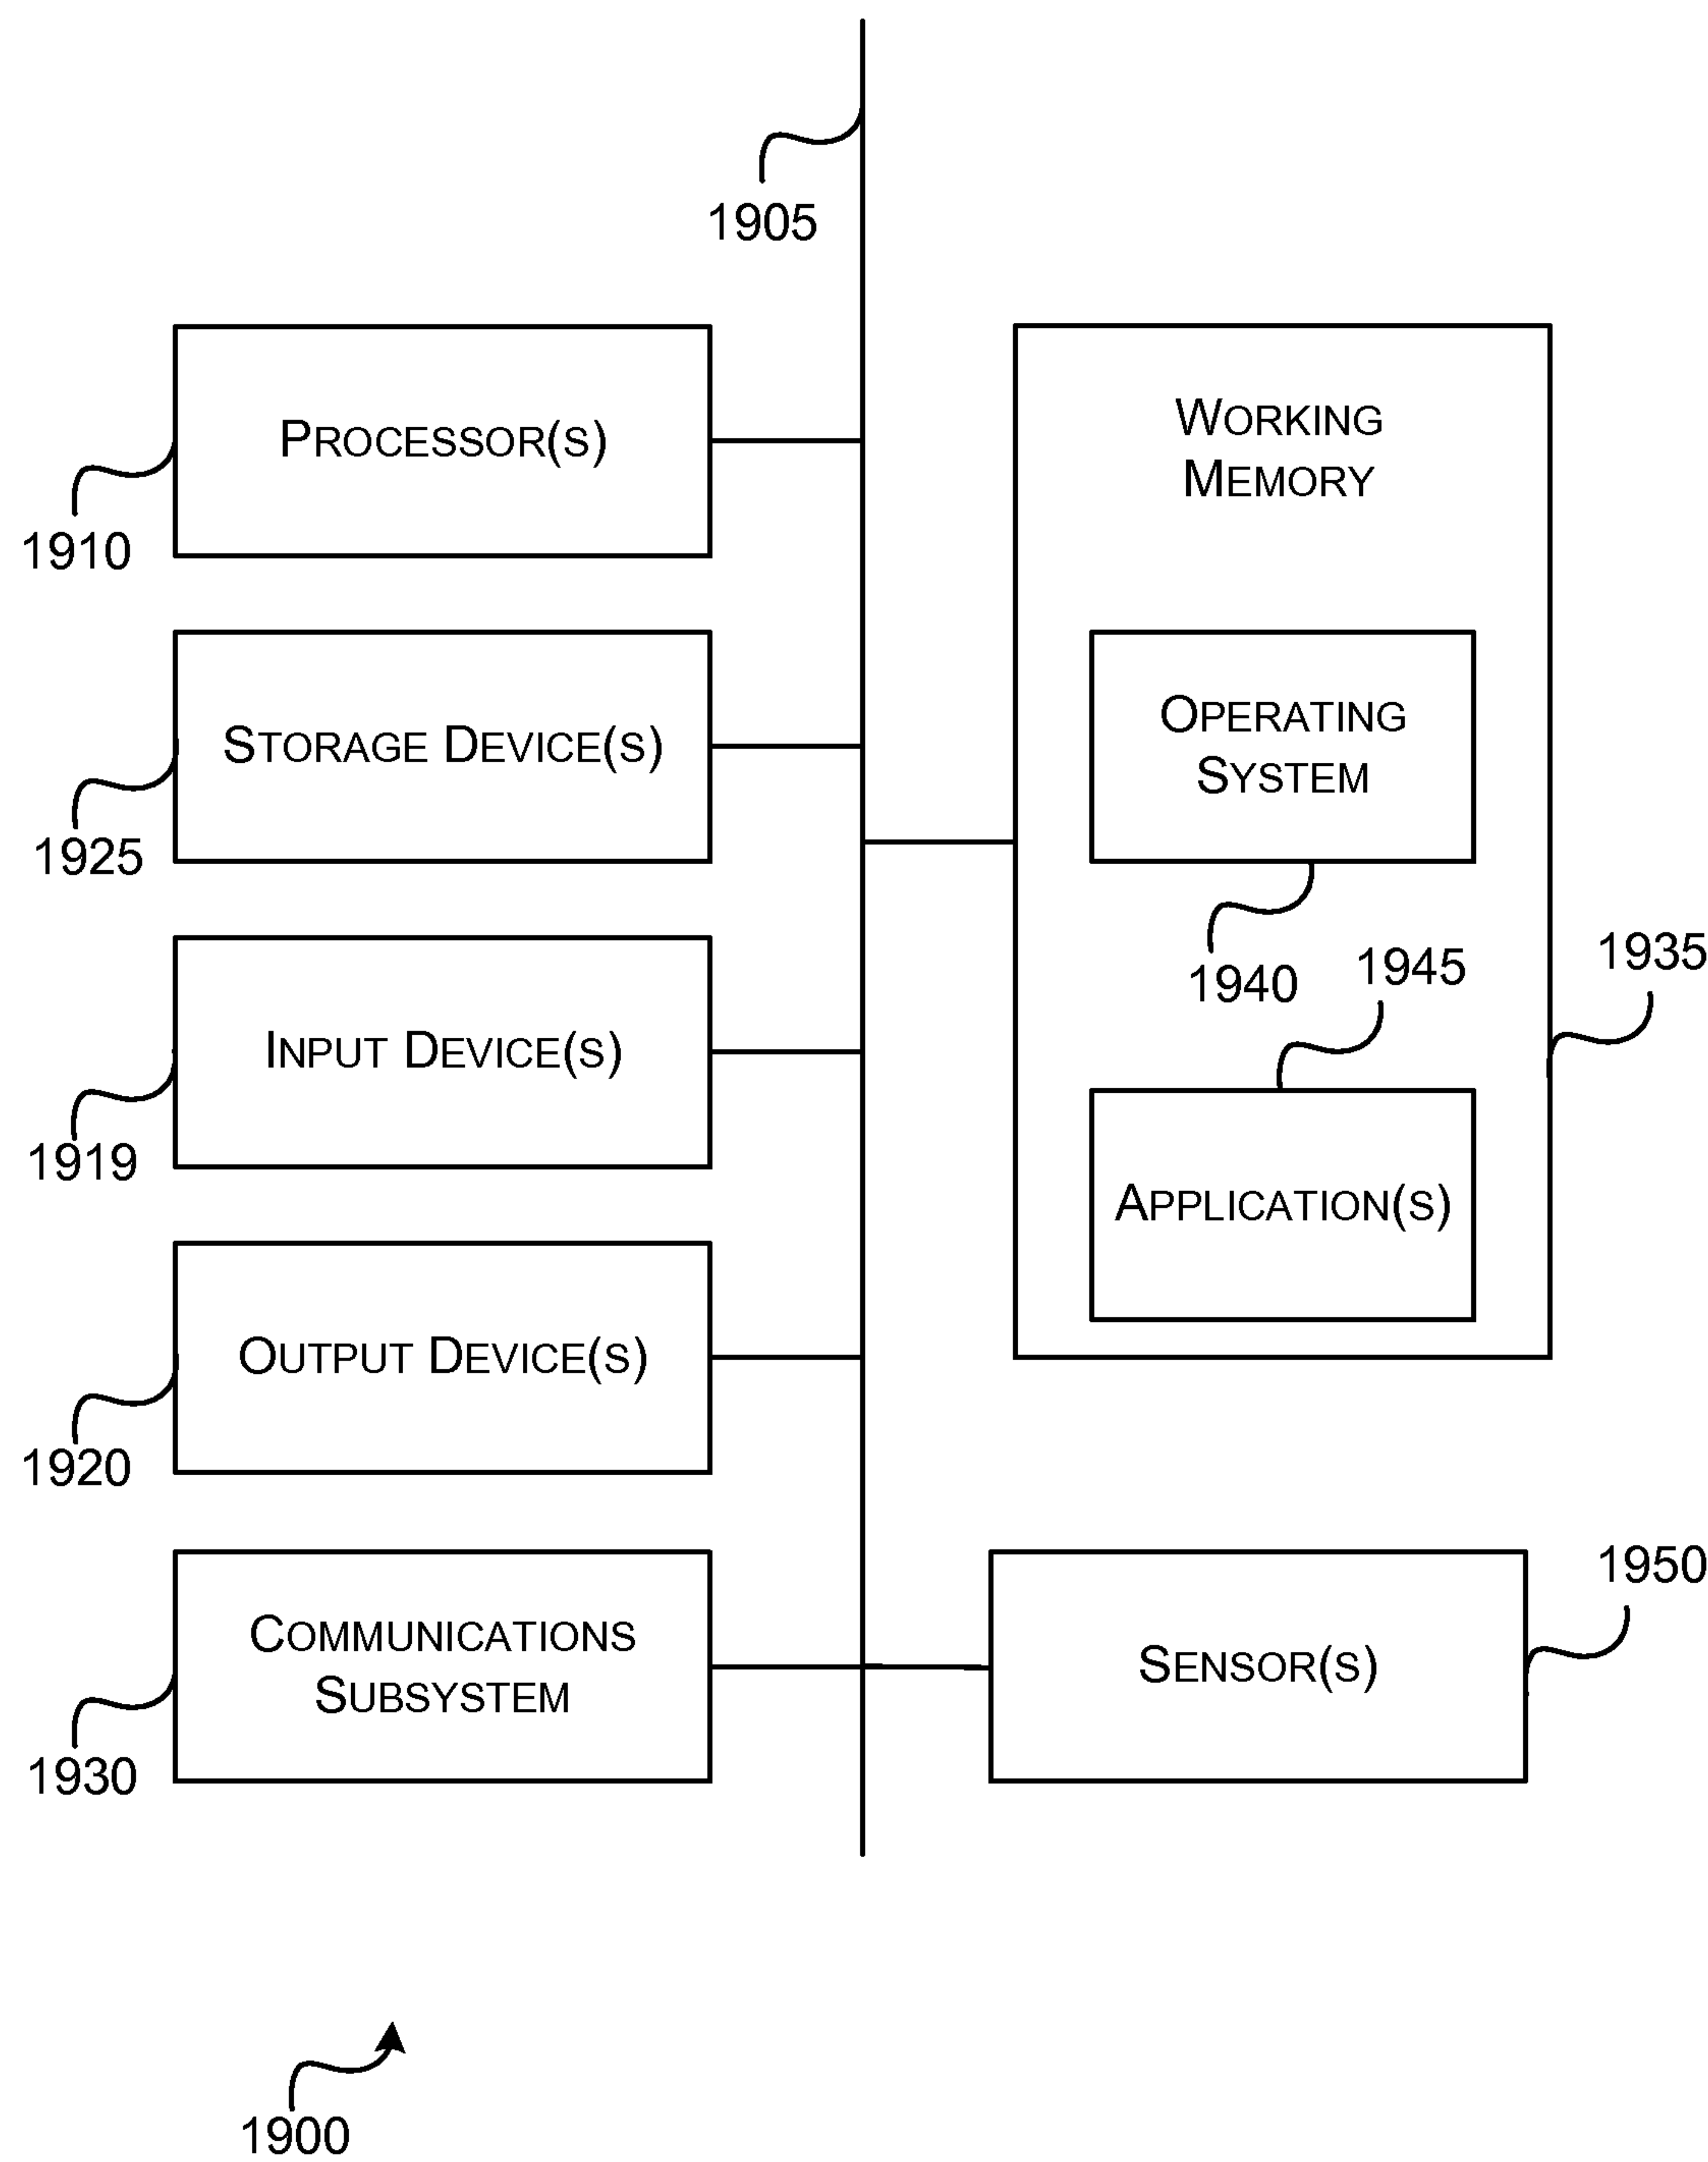 1905
PROCESSOR(S)
1910
STORAGE DEVICE(S)
1925
INPUT DEVICE(S)
1919
OUTPUT DEVICE(S)
1920
COMMUNICATIONS
SUBSYSTEM
1930
WORKING
MEMORY
OPERATING
SYSTEM
1940
1945
1935
APPLICATION(S)
1950
SENSOR(S)
1900